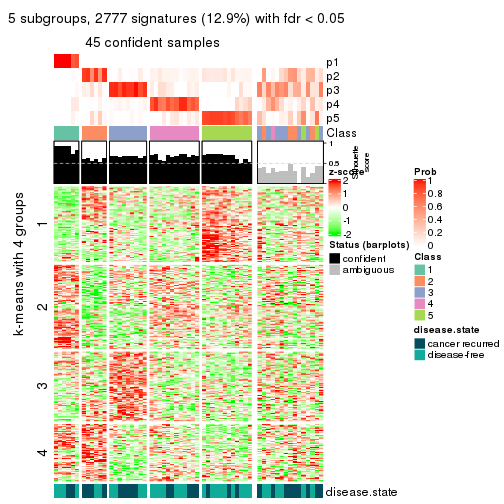 5 subgroups, 2777 signatures (12.9%) with fdr < 0.05
45 confident samples
p1
p2
p3
p4
p5
Class
1
0.5
0
Silhouette
score
k-means with 4 groups
1
2
3
4
disease.state
z-score
2
1
0
-1
-2
Status (barplots)
confident
ambiguous
Prob
1
0.8
0.6
0.4
0.2
0
Class
1
2
3
4
5
disease.state
cancer recurred
disease-free